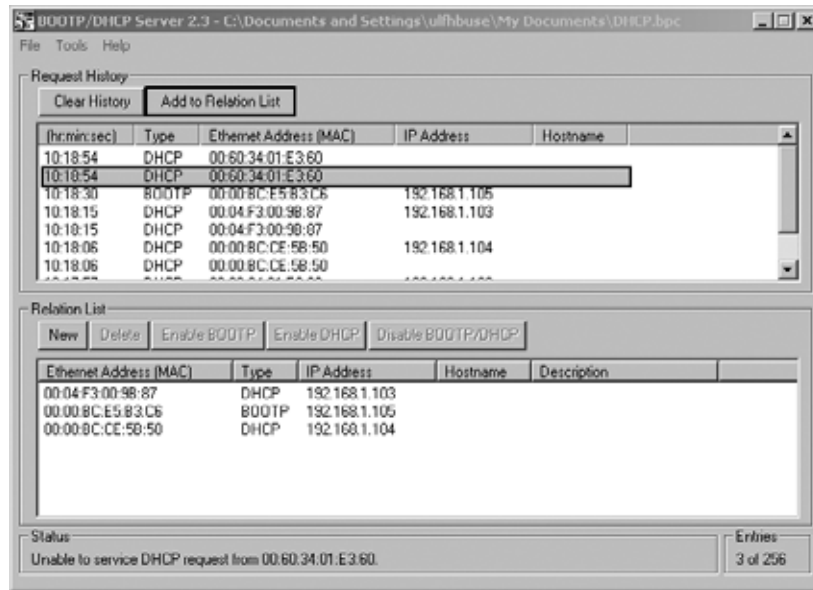 BOOTP/DHCP Server 2.3 - C:\Documents and Settings\ulfhbuse\My Documents\DHCP.bpc
File Tools Help
Request History
Clear History Add to Relation List
(hr:min:sec) Type Ethernet Address (MAC) IP Address Hostname
10:18:54 DHCP 00:60:34:01:E3:60
10:18:54 DHCP 00:60:34:01:E3:60
10:18:30 BOOTP 00:00:BC:E5:B3:C6 192.168.1.105
10:18:15 DHCP 00:04:F3:00:9B:87 192.168.1.103
10:18:15 DHCP 00:04:F3:00:9B:87
10:18:06 DHCP 00:00:BC:CE:5B:50 192.168.1.104
10:18:06 DHCP 00:00:BC:CE:5B:50
Relation List
New Delete Enable BOOTP Enable DHCP Disable BOOTP/DHCP
Ethernet Address (MAC) Type IP Address Hostname Description
00:04:F3:00:9B:87 DHCP 192.168.1.103
00:00:BC:E5:B3:C6 BOOTP 192.168.1.105
00:00:BC:CE:5B:50 DHCP 192.168.1.104
Status
Unable to service DHCP request from 00:60:34:01:E3:60.
Entries
3 of 256